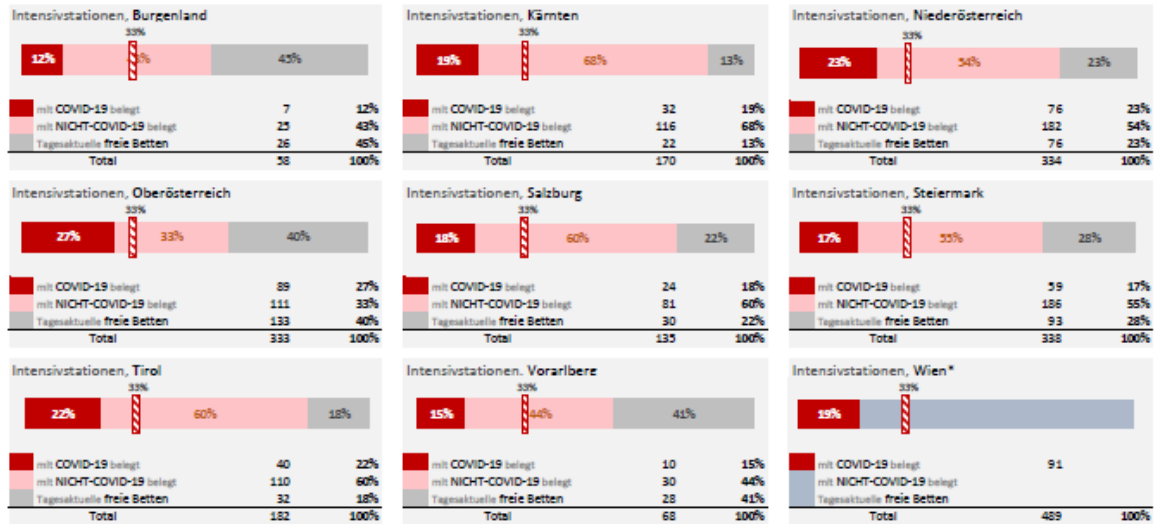 Intensivstationen, Burgenland
33%
12% 45%
mit COVID-19 belegt 7 12%
mit NICHT-COVID-19 belegt 25 43%
Tagesaktuelle freie Betten 26 45%
Total 58 100%
Intensivstationen, Kärnten
33%
19% 68% 13%
mit COVID-19 belegt 32 19%
mit NICHT-COVID-19 belegt 116 68%
Tagesaktuelle freie Betten 22 13%
Total 170 100%
Intensivstationen, Niederösterreich
33%
23% 54% 23%
mit COVID-19 belegt 76 23%
mit NICHT-COVID-19 belegt 182 54%
Tagesaktuelle freie Betten 76 23%
Total 334 100%
Intensivstationen, Oberösterreich
33%
27% 33% 40%
mit COVID-19 belegt 89 27%
mit NICHT-COVID-19 belegt 111 33%
Tagesaktuelle freie Betten 133 40%
Total 333 100%
Intensivstationen, Salzburg
33%
18% 60% 22%
mit COVID-19 belegt 24 18%
mit NICHT-COVID-19 belegt 81 60%
Tagesaktuelle freie Betten 30 22%
Total 135 100%
Intensivstationen, Steiermark
33%
17% 55% 28%
mit COVID-19 belegt 59 17%
mit NICHT-COVID-19 belegt 186 55%
Tagesaktuelle freie Betten 93 28%
Total 338 100%
Intensivstationen, Tirol
33%
22% 60% 18%
mit COVID-19 belegt 40 22%
mit NICHT-COVID-19 belegt 110 60%
Tagesaktuelle freie Betten 32 18%
Total 182 100%
Intensivstationen. Vorarlberg
33%
15% 44% 41%
mit COVID-19 belegt 10 15%
mit NICHT-COVID-19 belegt 30 44%
Tagesaktuelle freie Betten 28 41%
Total 68 100%
Intensivstationen, Wien*
33%
19%
mit COVID-19 belegt 91
mit NICHT-COVID-19 belegt
Tagesaktuelle freie Betten
Total 489 100%